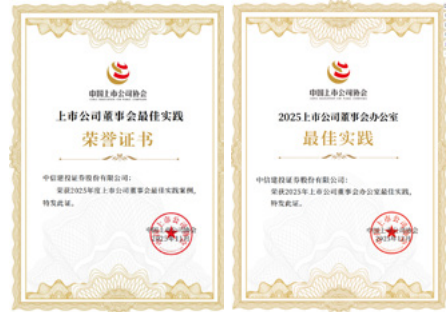 中国上市公司协会
上市公司董事会最佳实践
荣誉证书
中信建投证券股份有限公司：
荣获2025年度上市公司董事会最佳实践案例，
特发此证。
中国上市公司协会
2025上市公司董事会办公室
最佳实践
中信建投证券股份有限公司：
荣获2025年上市公司董事会办公室最佳实践，
特发此证。